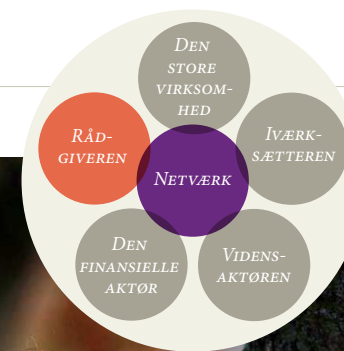 DEN
STORE
VIRKSOM-
HED
RÅD-
GIVEREN
IVÆRK-
SÆTTEREN
NETVÆRK
DEN
FINANSIELLE
AKTØR
VIDENS-
AKTØREN